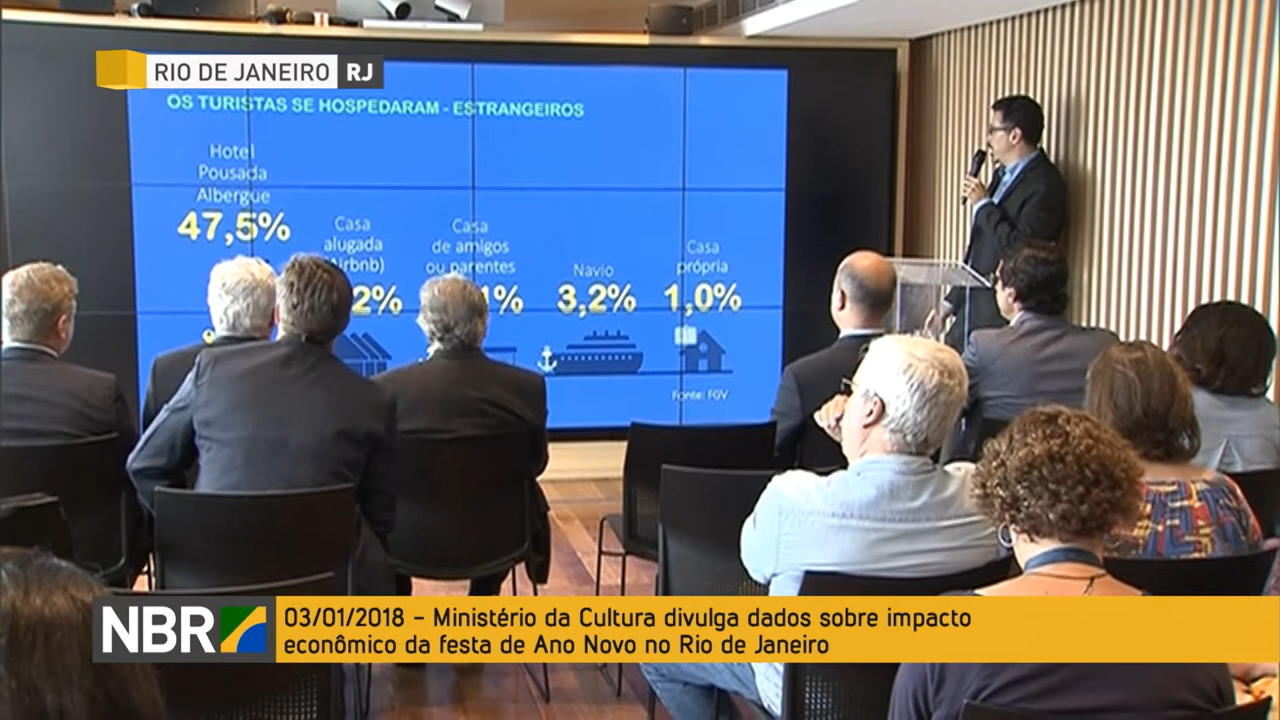 RIO DE JANEIRO RJ
OS TURISTAS SE HOSPEDARAM - ESTRANGEIROS
Hotel
Pousada
Albergue
47,5%
Casa
alugada
2%
Casa
de amigos
ou parentes
1%
Navio
3,2%
Casa
própria
1,0%
Fonte: FGV
NBR
03/01/2018 – Ministério da Cultura divulga dados sobre impacto
econômico da festa de Ano Novo no Rio de Janeiro